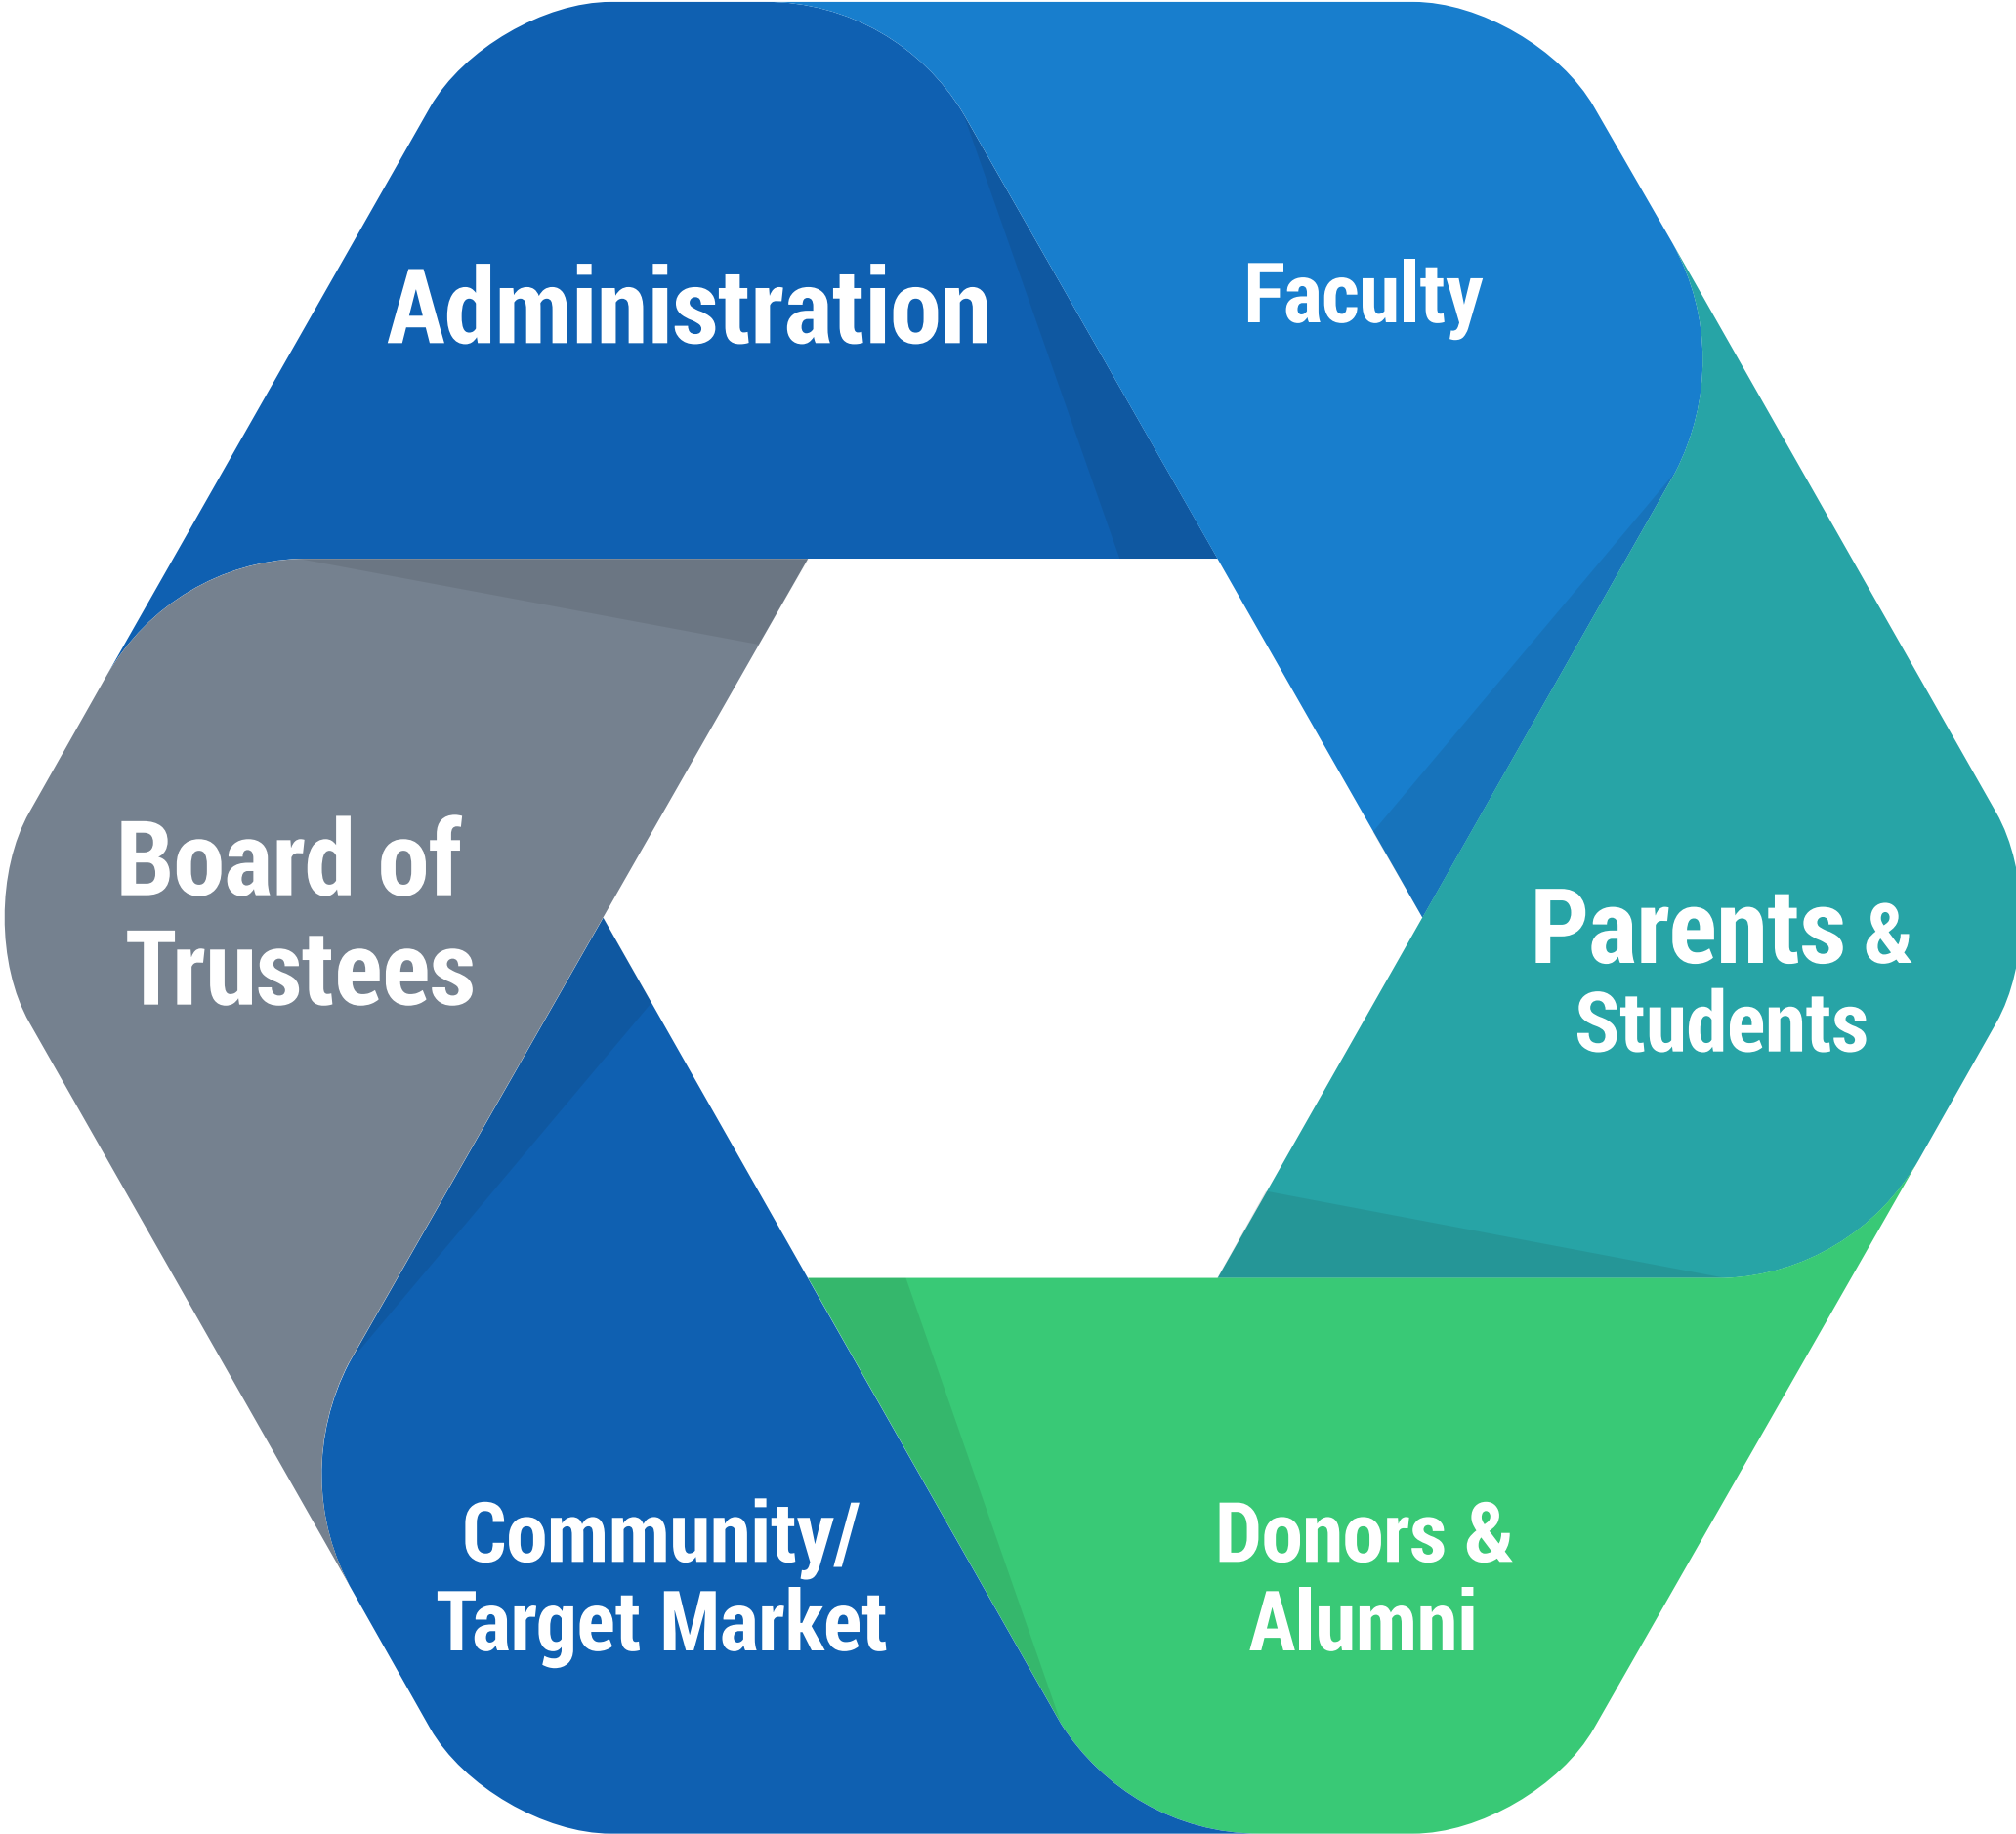 Administration
Faculty
Board of
Trustees
Parents &
Students
Community/
Target Market
Donors &
Alumni